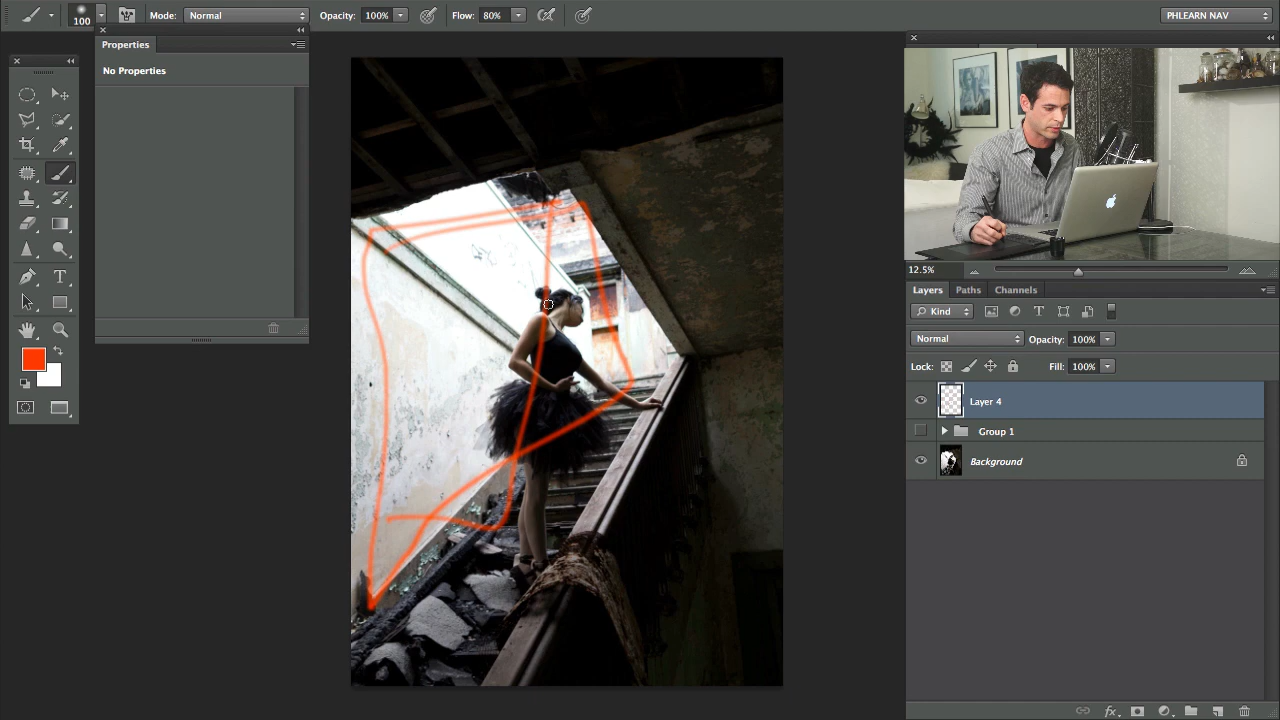 100 Mode: Normal Opacity: 100% Flow: 80% PHLEARN NAV
Properties
No Properties
12.5%
Layers Paths Channels
Kind T
Normal Opacity: 100%
Lock: Fill: 100%
Layer 4
Group 1
Background
T
fx